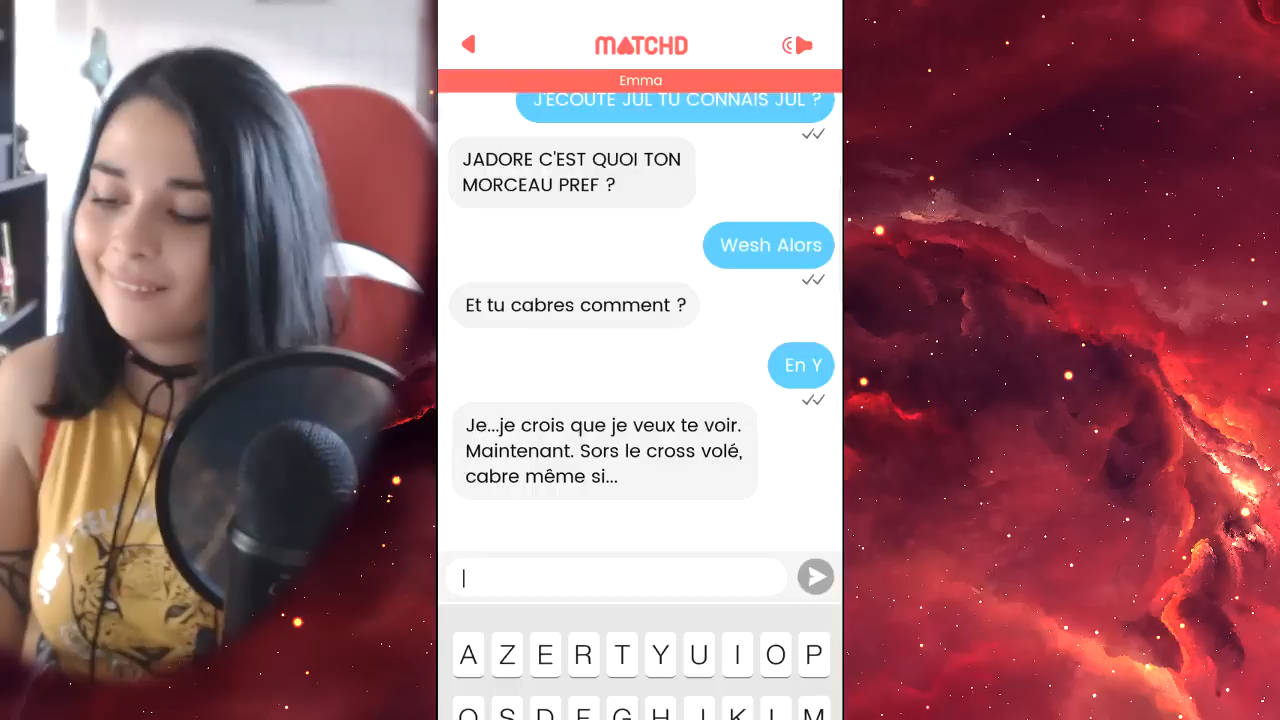 MATCHD
Emma
J'ECOUTE JUL TU CONNAIS JUL ?
JADORE C'EST QUOI TON
MORCEAU PREF ?
Wesh Alors
Et tu cabres comment ?
En Y
Je...je crois que je veux te voir.
Maintenant. Sors le cross volé,
cabre même si...
A Z E R T Y U I O P
Q S D F G H J K L M